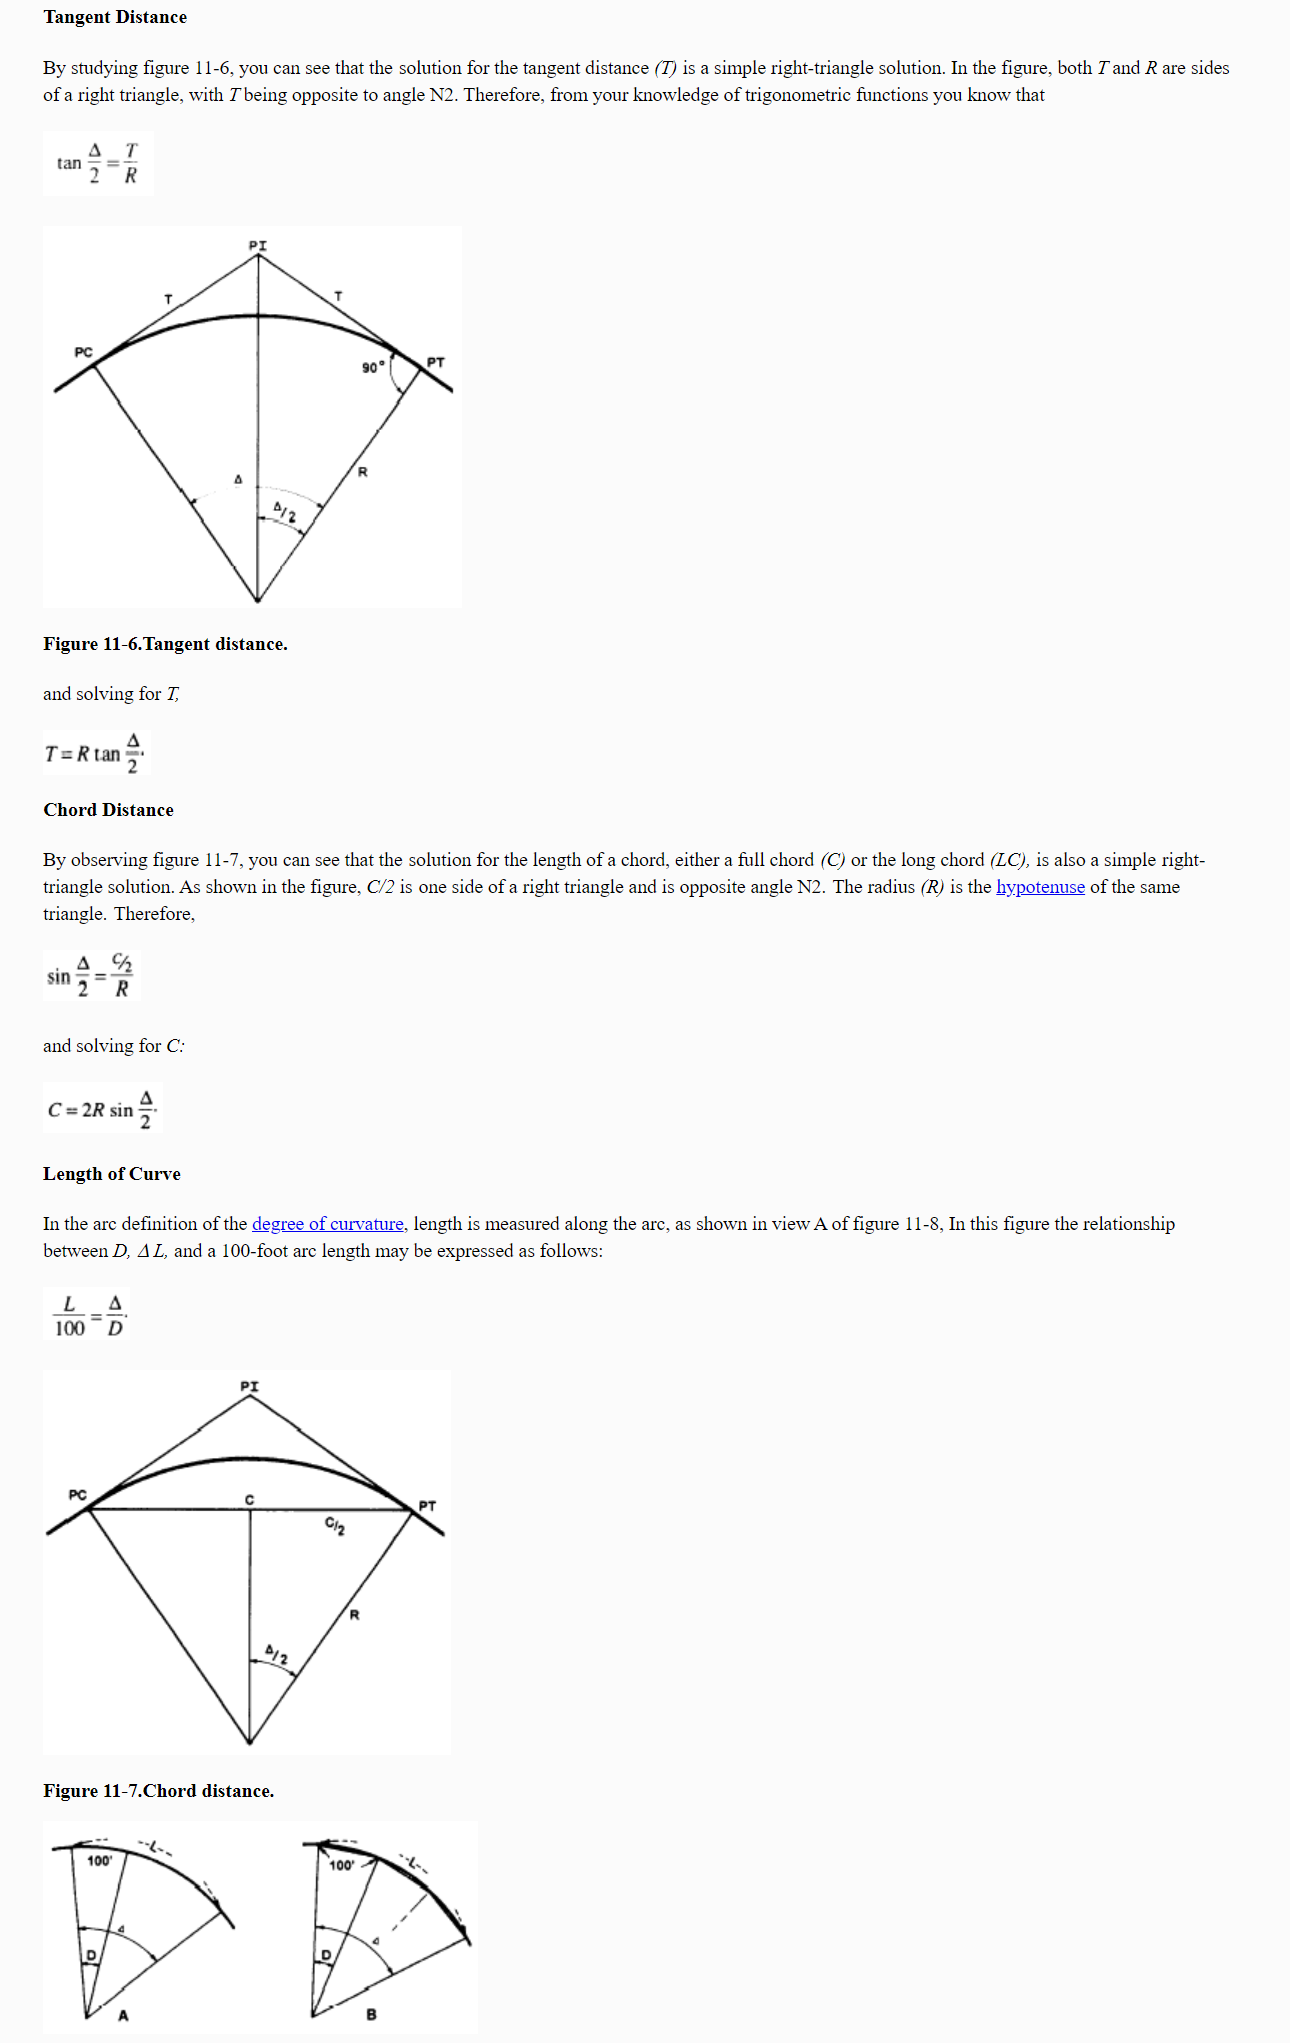 Tangent Distance
By studying figure 11-6, you can see that the solution for the tangent distance (T) is a simple right-triangle solution. In the figure, both T and R are sides
of a right triangle, with T being opposite to angle N2. Therefore, from your knowledge of trigonometric functions you know that
tan Δ/2 = T/R
PI
T
T
PC
90°
PT
R
Δ
Δ/2
Figure 11-6.Tangent distance.
and solving for T,
T = R tan Δ/2.
Chord Distance
By observing figure 11-7, you can see that the solution for the length of a chord, either a full chord (C) or the long chord (LC), is also a simple right-
triangle solution. As shown in the figure, C/2 is one side of a right triangle and is opposite angle N2. The radius (R) is the hypotenuse of the same
triangle. Therefore,
sin Δ/2 = C/2/R
and solving for C:
C = 2R sin Δ/2.
Length of Curve
In the arc definition of the degree of curvature, length is measured along the arc, as shown in view A of figure 11-8, In this figure the relationship
between D, Δ L, and a 100-foot arc length may be expressed as follows:
L/100 = Δ/D.
PI
PC
C
PT
C/2
R
Δ/2
Figure 11-7.Chord distance.
--L--
100'
Δ
D
A
--L--
100'
Δ
D
B